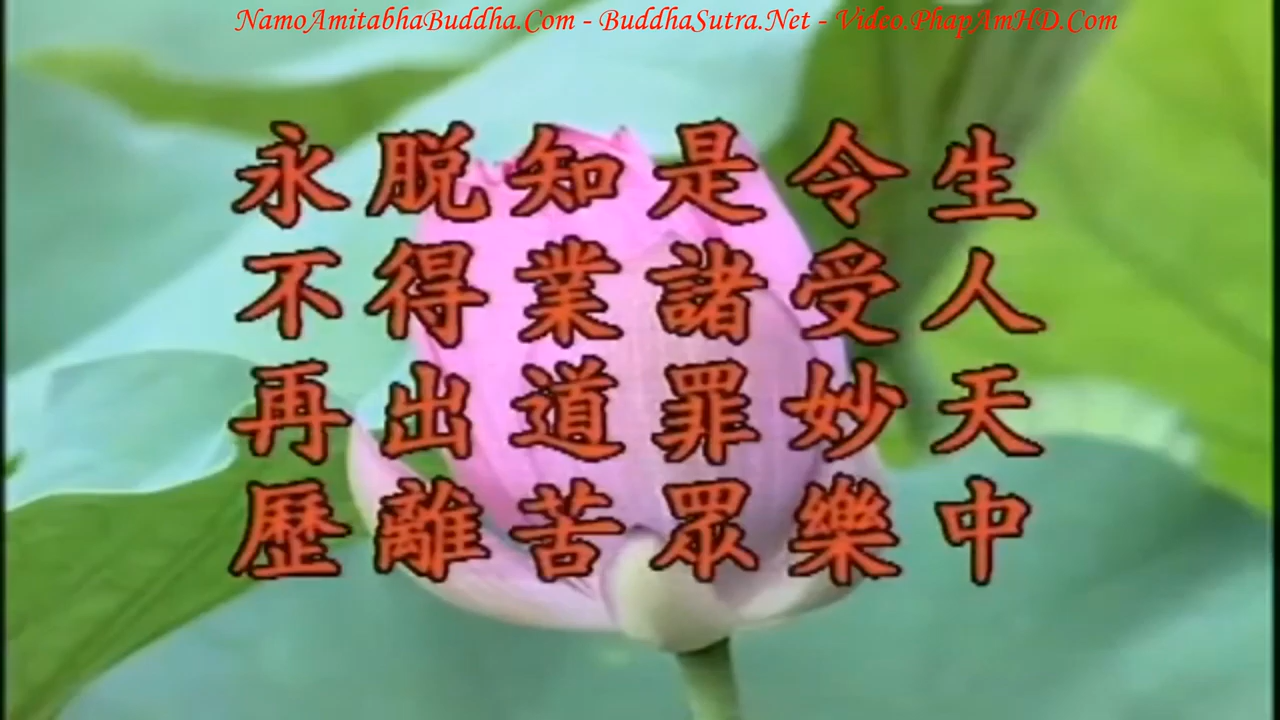 NamoAmitabhaBuddha.Com - BuddhaSutra.Net - Video.PhapAmHD.Com
生人天中
令受妙樂
是諸罪眾
知業道苦
脫得出離
永不再歷